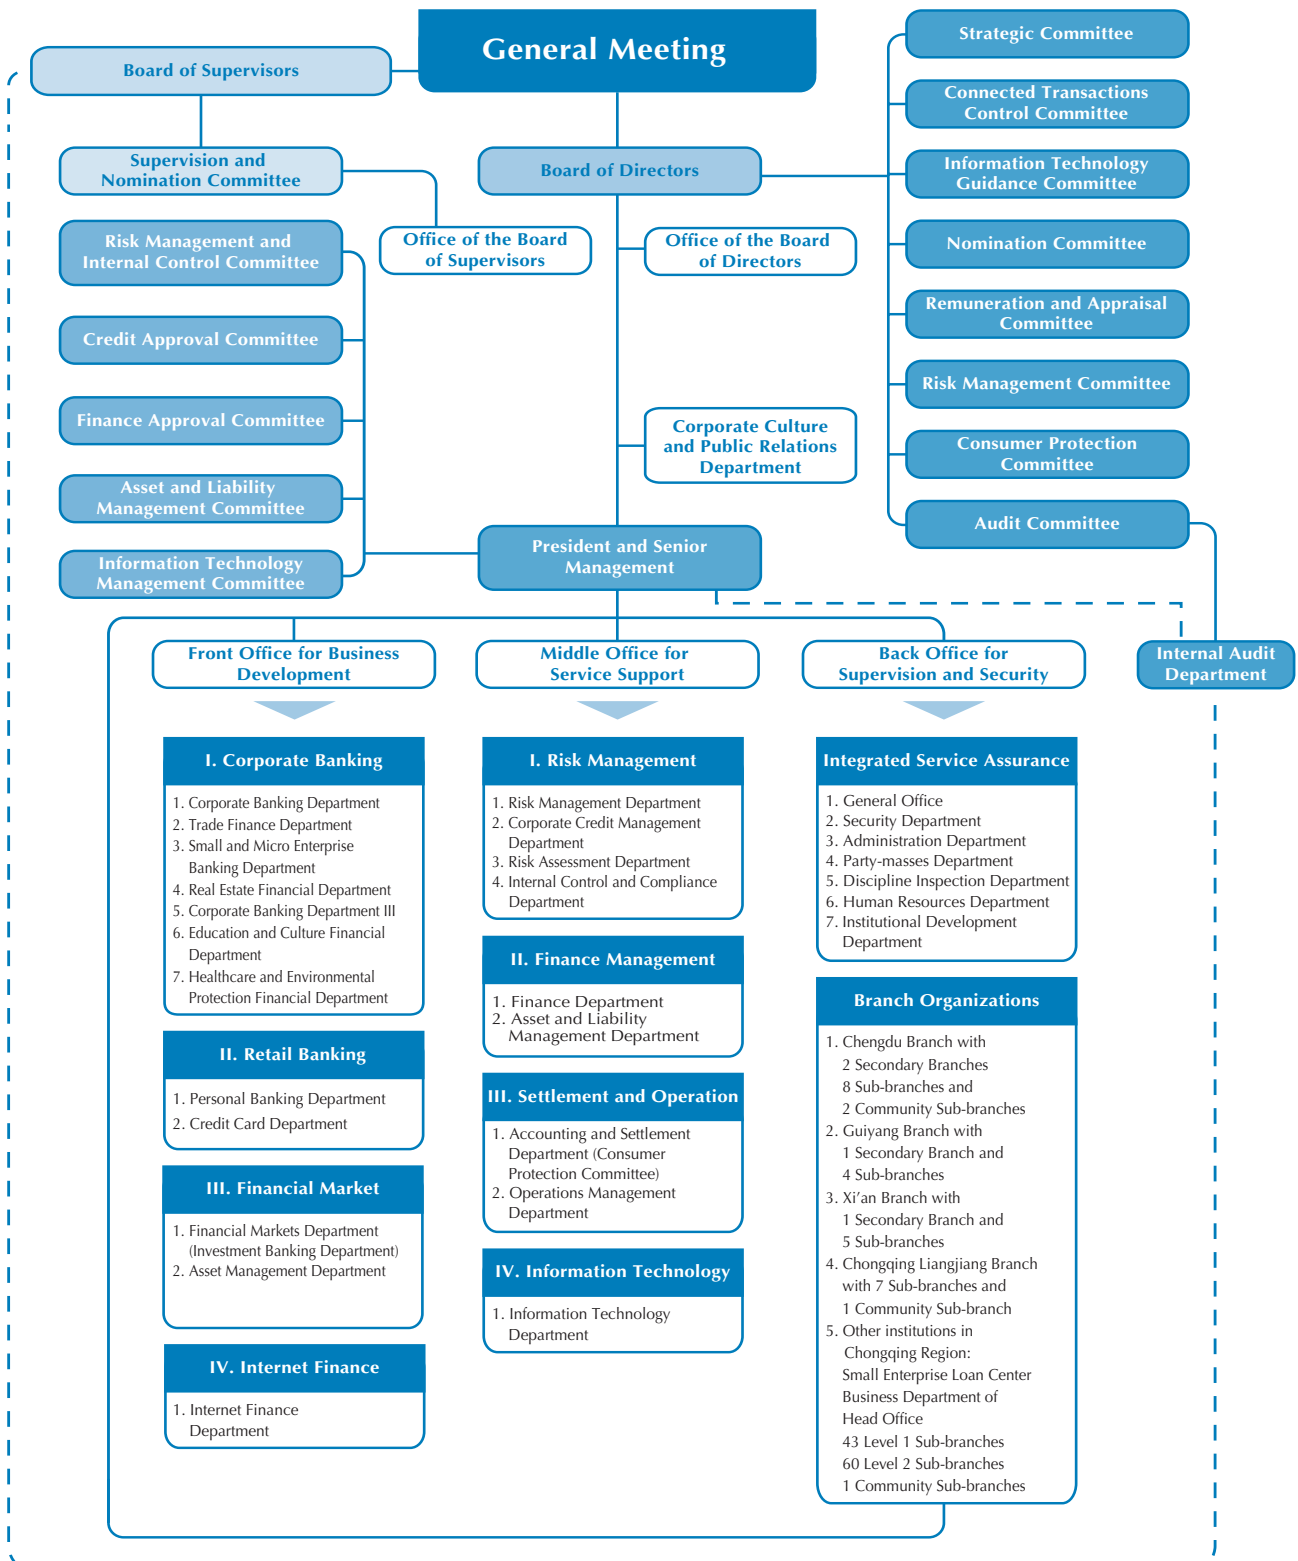 General Meeting
Board of Supervisors
Supervision and
Nomination Committee
Office of the Board
of Supervisors
Board of Directors
Office of the Board
of Directors
Corporate Culture
and Public Relations
Department
Strategic Committee
Connected Transactions
Control Committee
Information Technology
Guidance Committee
Nomination Committee
Remuneration and Appraisal
Committee
Risk Management Committee
Consumer Protection
Committee
Audit Committee
Risk Management and
Internal Control Committee
Credit Approval Committee
Finance Approval Committee
Asset and Liability
Management Committee
Information Technology
Management Committee
President and Senior
Management
Front Office for Business
Development
Middle Office for
Service Support
Back Office for
Supervision and Security
Internal Audit
Department
I. Corporate Banking
1. Corporate Banking Department
2. Trade Finance Department
3. Small and Micro Enterprise
Banking Department
4. Real Estate Financial Department
5. Corporate Banking Department III
6. Education and Culture Financial
Department
7. Healthcare and Environmental
Protection Financial Department
II. Retail Banking
1. Personal Banking Department
2. Credit Card Department
III. Financial Market
1. Financial Markets Department
(Investment Banking Department)
2. Asset Management Department
IV. Internet Finance
1. Internet Finance
Department
I. Risk Management
1. Risk Management Department
2. Corporate Credit Management
Department
3. Risk Assessment Department
4. Internal Control and Compliance
Department
II. Finance Management
1. Finance Department
2. Asset and Liability
Management Department
III. Settlement and Operation
1. Accounting and Settlement
Department (Consumer
Protection Committee)
2. Operations Management
Department
IV. Information Technology
1. Information Technology
Department
Integrated Service Assurance
1. General Office
2. Security Department
3. Administration Department
4. Party-masses Department
5. Discipline Inspection Department
6. Human Resources Department
7. Institutional Development
Department
Branch Organizations
1. Chengdu Branch with
2 Secondary Branches
8 Sub-branches and
2 Community Sub-branches
2. Guiyang Branch with
1 Secondary Branch and
4 Sub-branches
3. Xi’an Branch with
1 Secondary Branch and
5 Sub-branches
4. Chongqing Liangjiang Branch
with 7 Sub-branches and
1 Community Sub-branch
5. Other institutions in
Chongqing Region:
Small Enterprise Loan Center
Business Department of
Head Office
43 Level 1 Sub-branches
60 Level 2 Sub-branches
1 Community Sub-branches